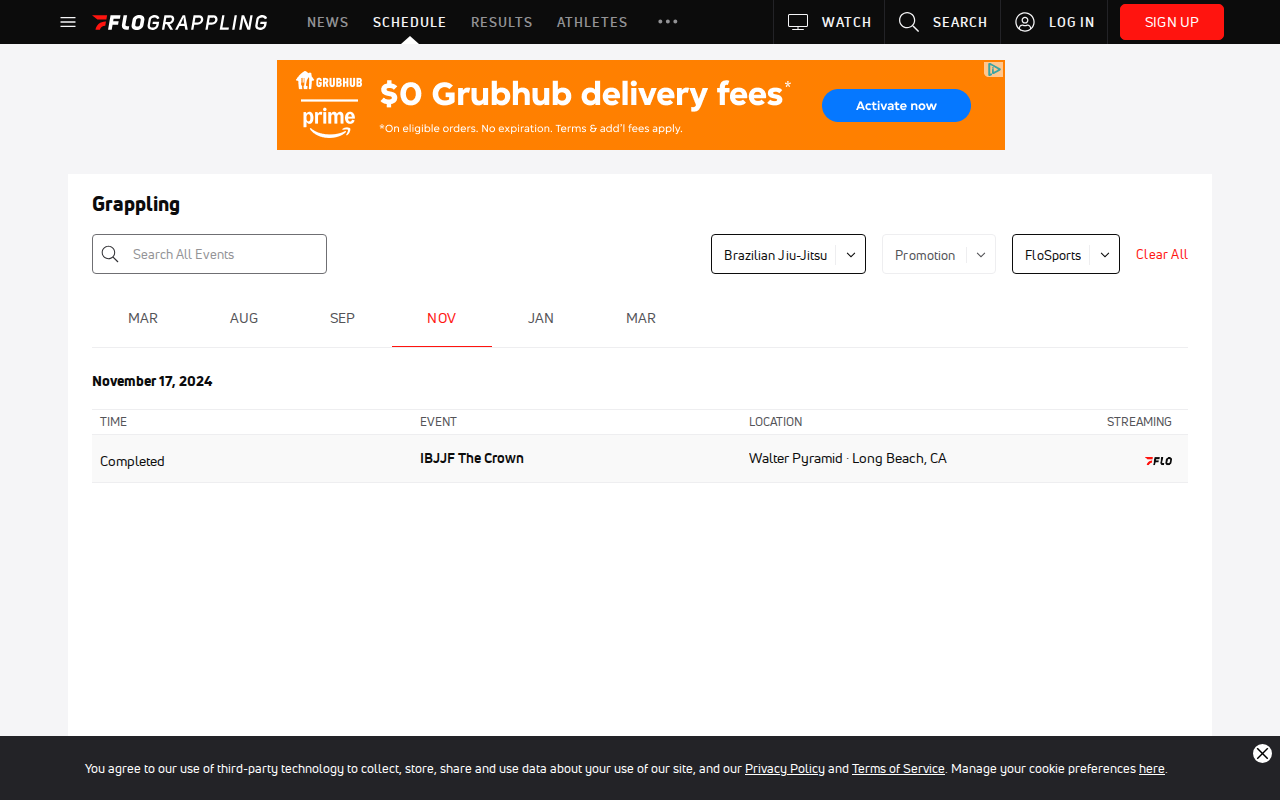 FLOGRAPPLING NEWS SCHEDULE RESULTS ATHLETES WATCH SEARCH LOG IN SIGN UP
GRUBHUB
prime
$0 Grubhub delivery fees*
*On eligible orders. No expiration. Terms & add'l fees apply.
Activate now
Grappling
Search All Events Brazilian Jiu-Jitsu Promotion FloSports Clear All
MAR AUG SEP NOV JAN MAR
November 17, 2024
TIME EVENT LOCATION STREAMING
Completed IBJJF The Crown Walter Pyramid · Long Beach, CA FLO
You agree to our use of third-party technology to collect, store, share and use data about your use of our site, and our Privacy Policy and Terms of Service. Manage your cookie preferences here.